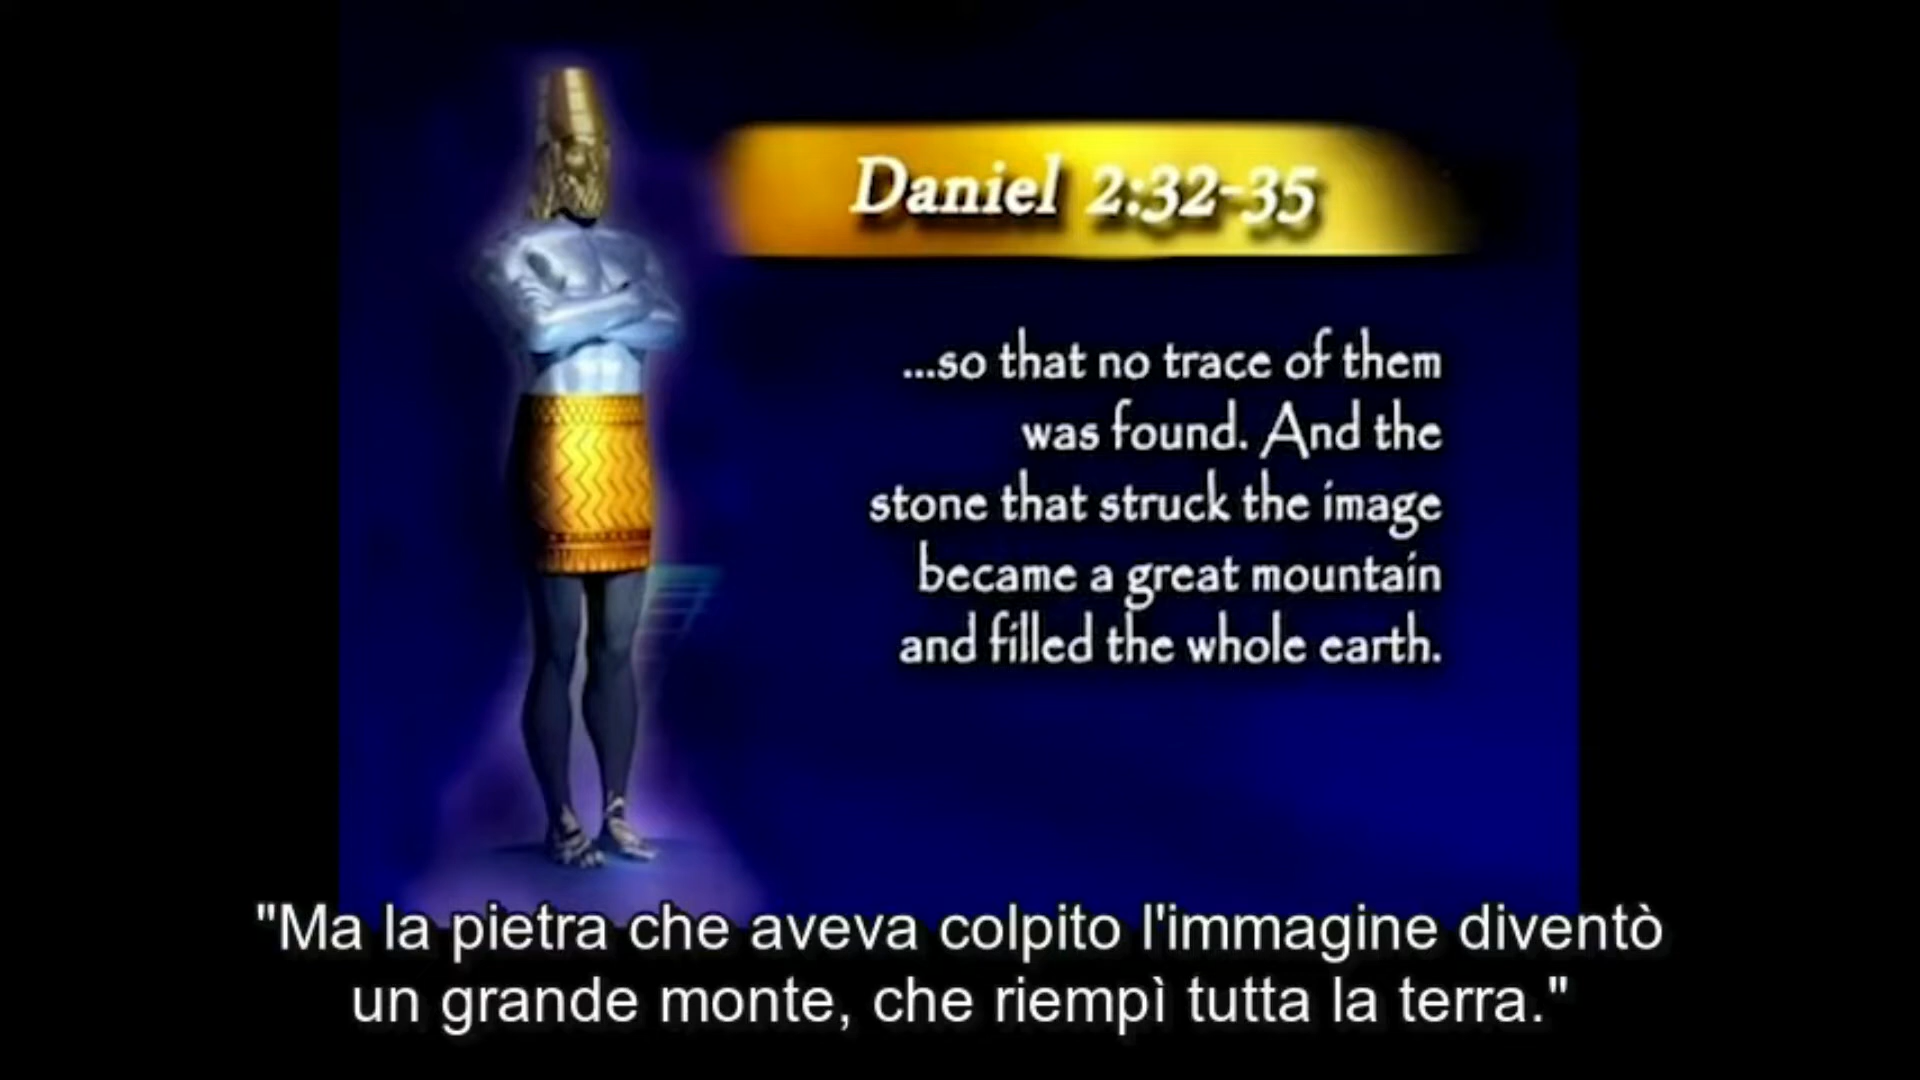 Daniel 2:32-35
...so that no trace of them
was found. And the
stone that struck the image
became a great mountain
and filled the whole earth.
"Ma la pietra che aveva colpito l'immagine diventò
un grande monte, che riempì tutta la terra."